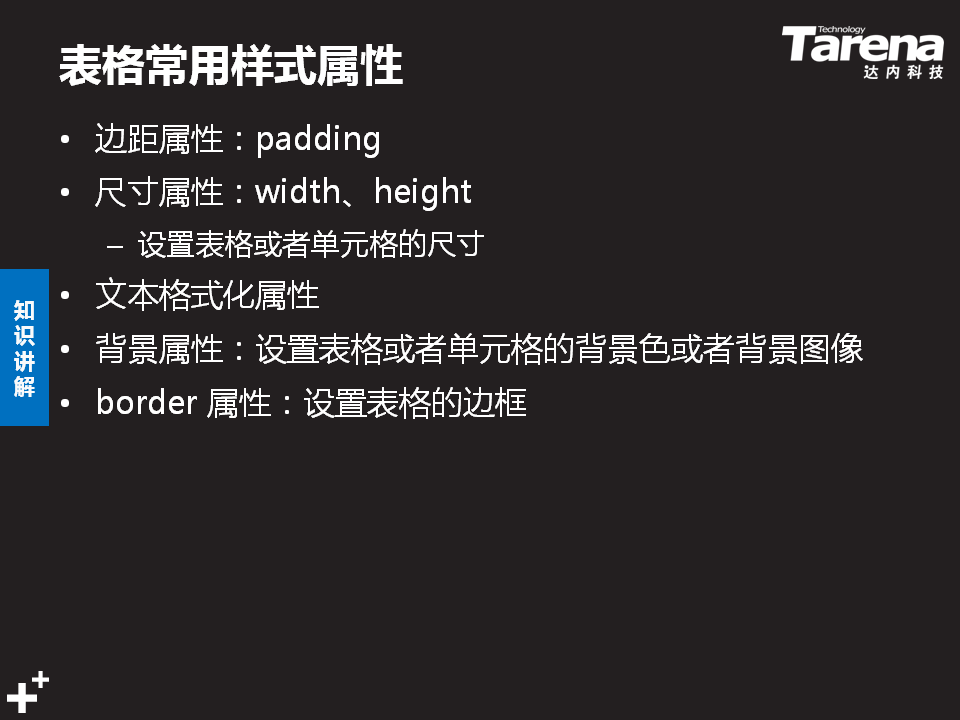 表格常用样式属性
Technology
Tarena
达内科技
• 边距属性：padding
• 尺寸属性：width、height
– 设置表格或者单元格的尺寸
• 文本格式化属性
• 背景属性：设置表格或者单元格的背景色或者背景图像
• border 属性：设置表格的边框
知识讲解